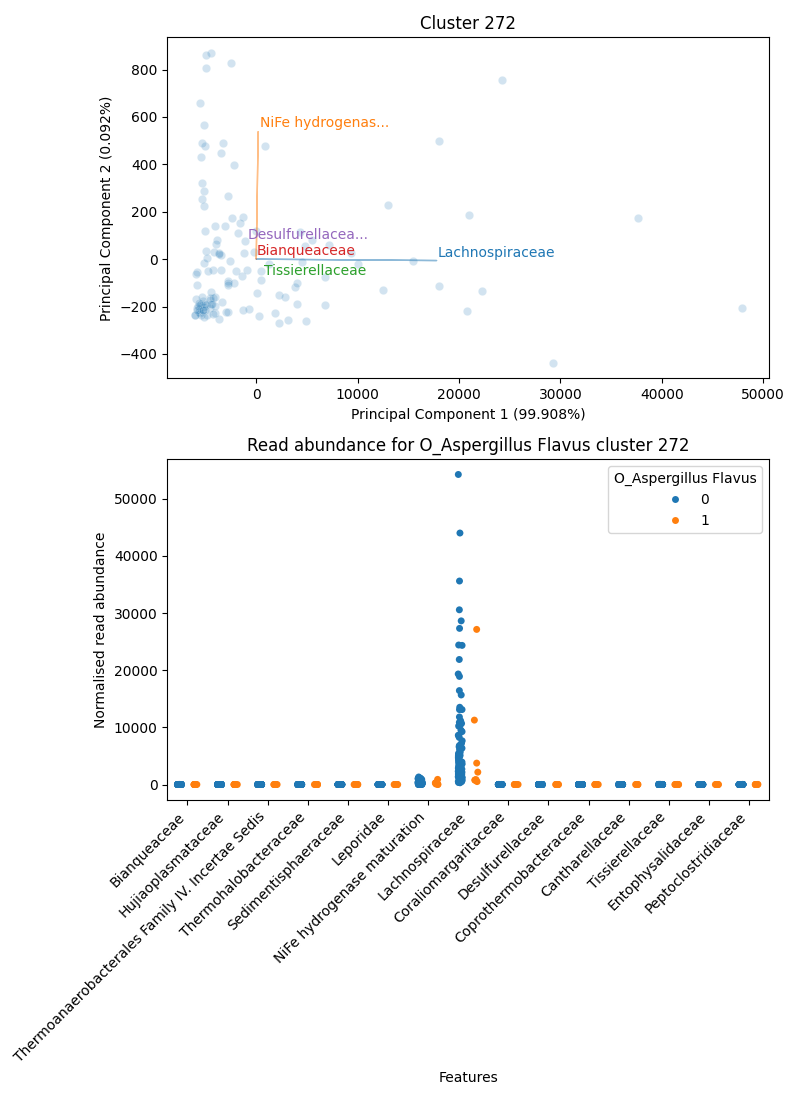 Cluster 272
800
600
400
200
0
−200
−400
Principal Component 2 (0.092%)
NiFe hydrogenas...
Desulfurellacea...
Bianqueaceae
Lachnospiraceae
Tissierellaceae
0
10000
20000
30000
40000
50000
Principal Component 1 (99.908%)
Read abundance for O_Aspergillus Flavus cluster 272
50000
40000
30000
20000
10000
0
Normalised read abundance
O_Aspergillus Flavus
0
1
Bianqueaceae
Hujiaoplasmataceae
Thermoanaerobacterales Family IV. Incertae Sedis
Thermohalobacteraceae
Sedimentisphaeraceae
Leporidae
NiFe hydrogenase maturation
Lachnospiraceae
Coraliomargaritaceae
Desulfurellaceae
Coprothermobacteraceae
Cantharellaceae
Tissierellaceae
Entophysalidaceae
Peptoclostridiaceae
Features